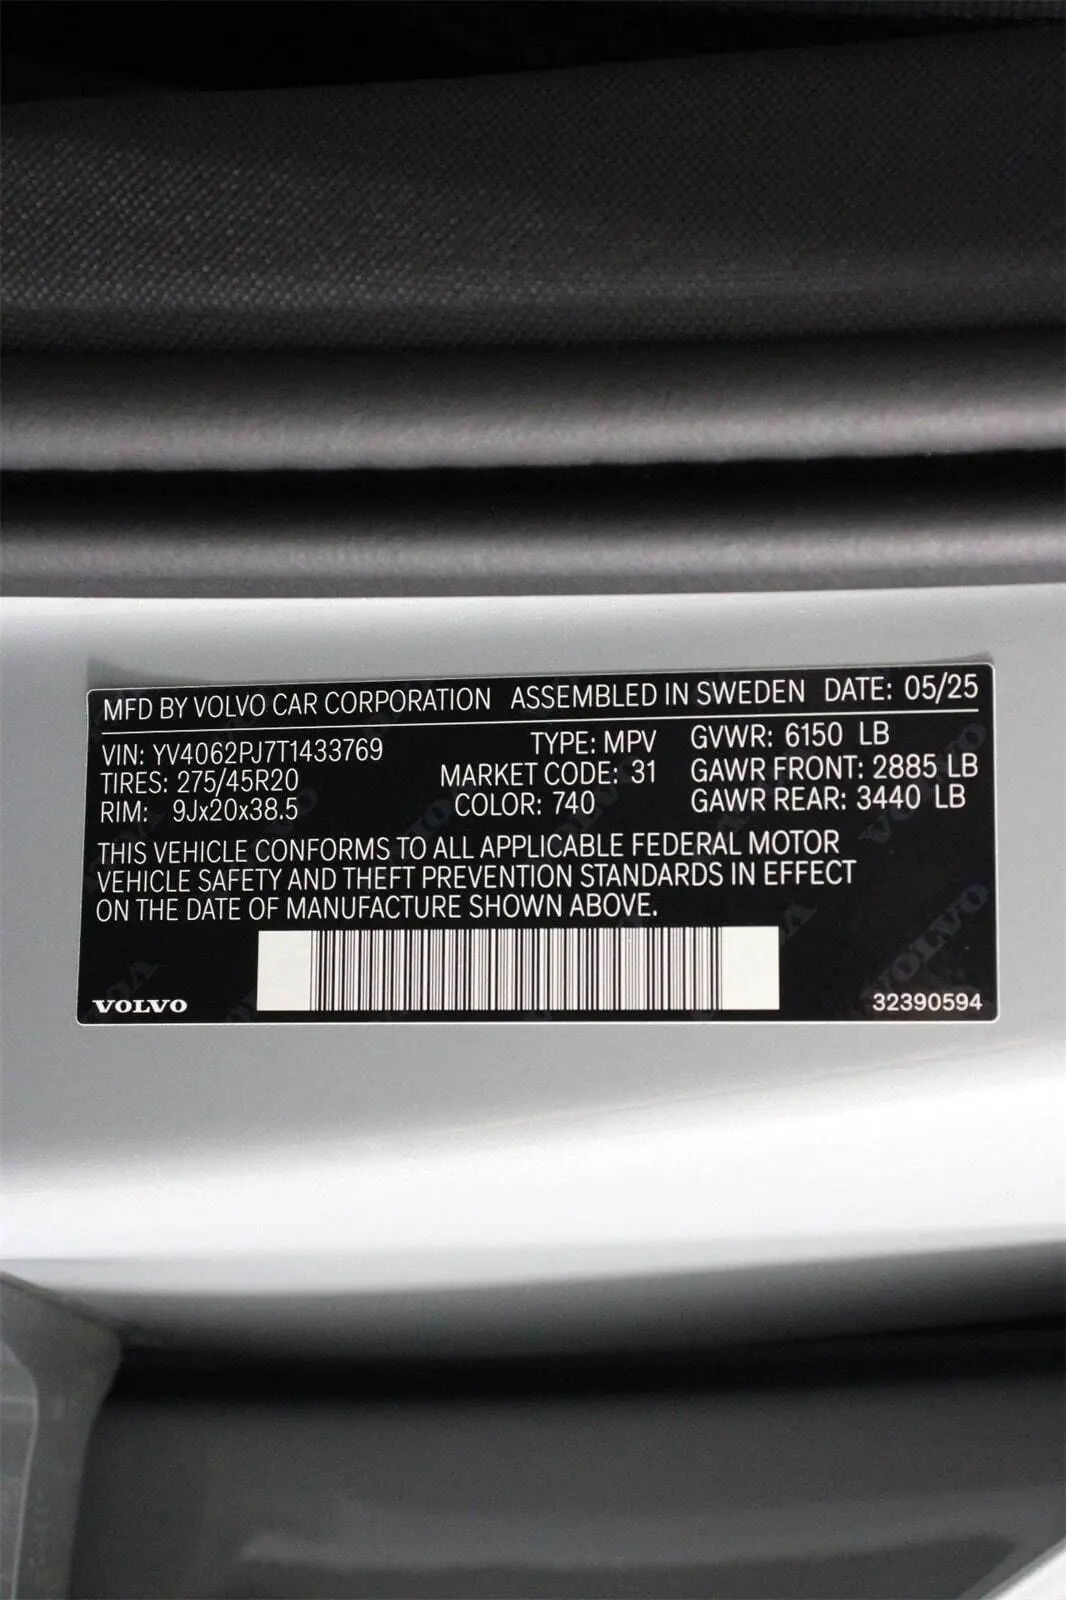 MFD BY VOLVO CAR CORPORATION ASSEMBLED IN SWEDEN DATE: 05/25
VIN: YV4062PJ7T1433769 TYPE: MPV GVWR: 6150 LB
TIRES: 275/45R20 MARKET CODE: 31 GAWR FRONT: 2885 LB
RIM: 9Jx20x38.5 COLOR: 740 GAWR REAR: 3440 LB
THIS VEHICLE CONFORMS TO ALL APPLICABLE FEDERAL MOTOR
VEHICLE SAFETY AND THEFT PREVENTION STANDARDS IN EFFECT
ON THE DATE OF MANUFACTURE SHOWN ABOVE.
VOLVO 32390594